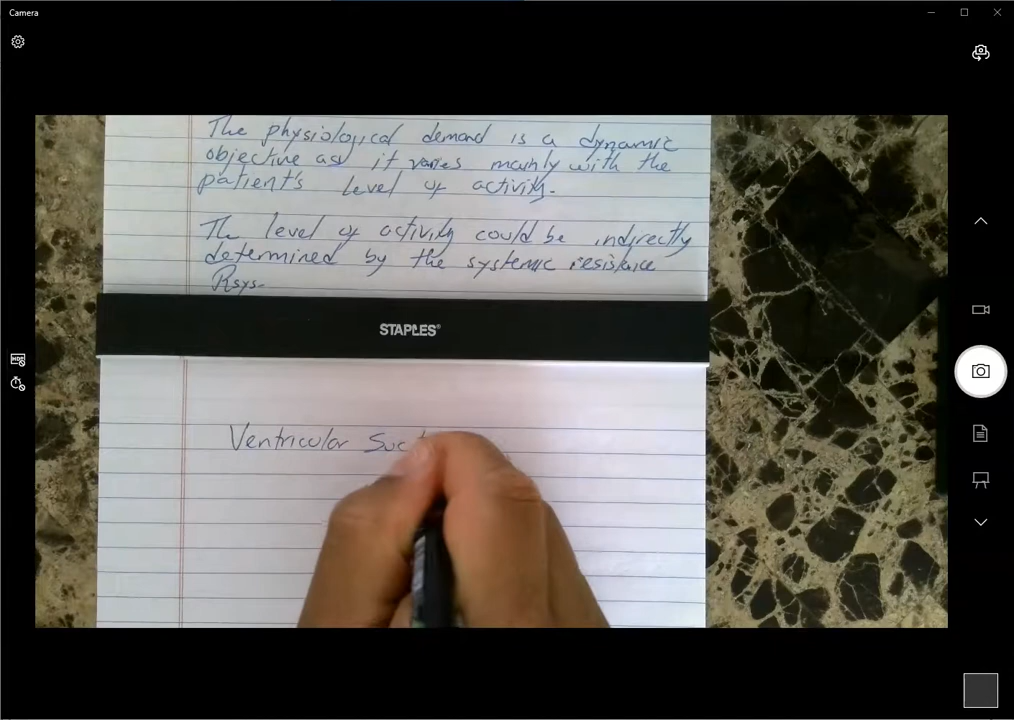 Camera
The physiological demand is a dynamic
objective as it varies mainly with the
patient's level of activity.
The level of activity could be indirectly
determined by the systemic resistance
Rsys.
STAPLES®
Ventricular Suct